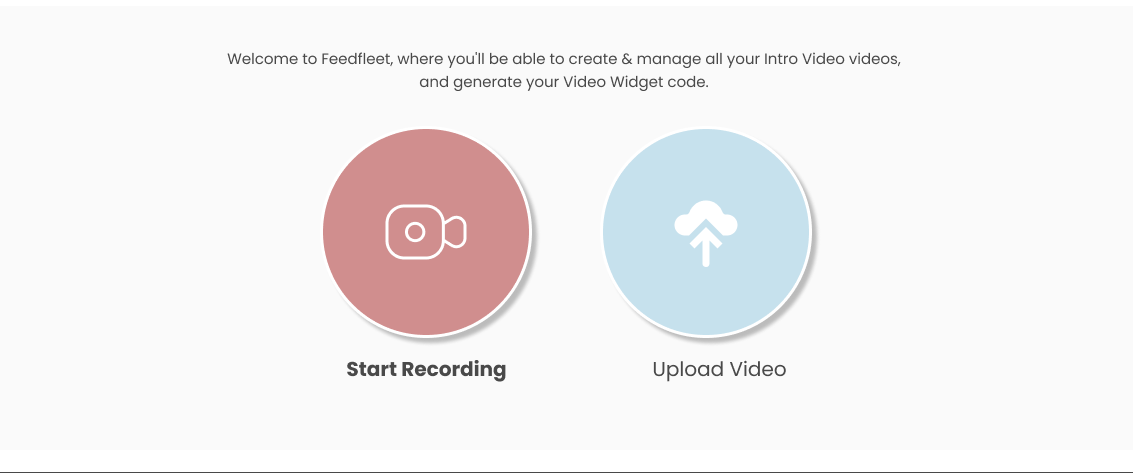 Welcome to Feedfleet, where you'll be able to create & manage all your Intro Video videos,
and generate your Video Widget code.
Start Recording
Upload Video